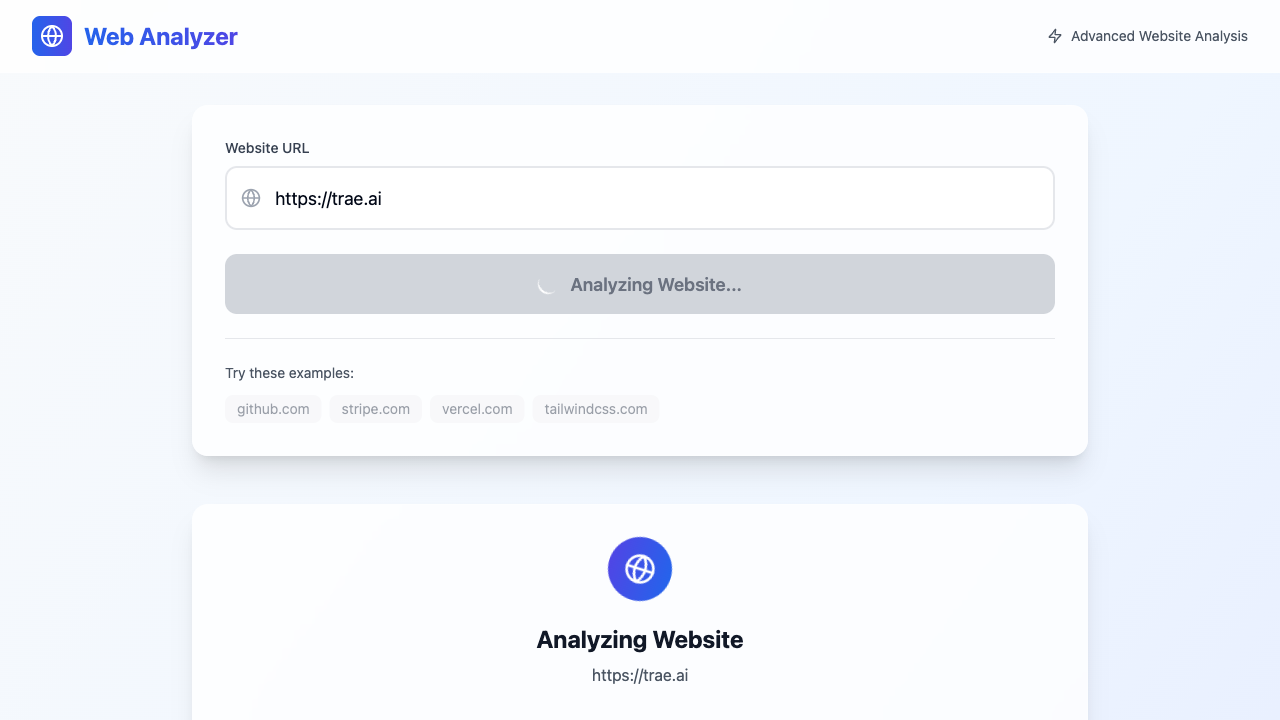 Web Analyzer
Advanced Website Analysis
Website URL
https://trae.ai
Analyzing Website...
Try these examples:
github.com
stripe.com
vercel.com
tailwindcss.com
Analyzing Website
https://trae.ai